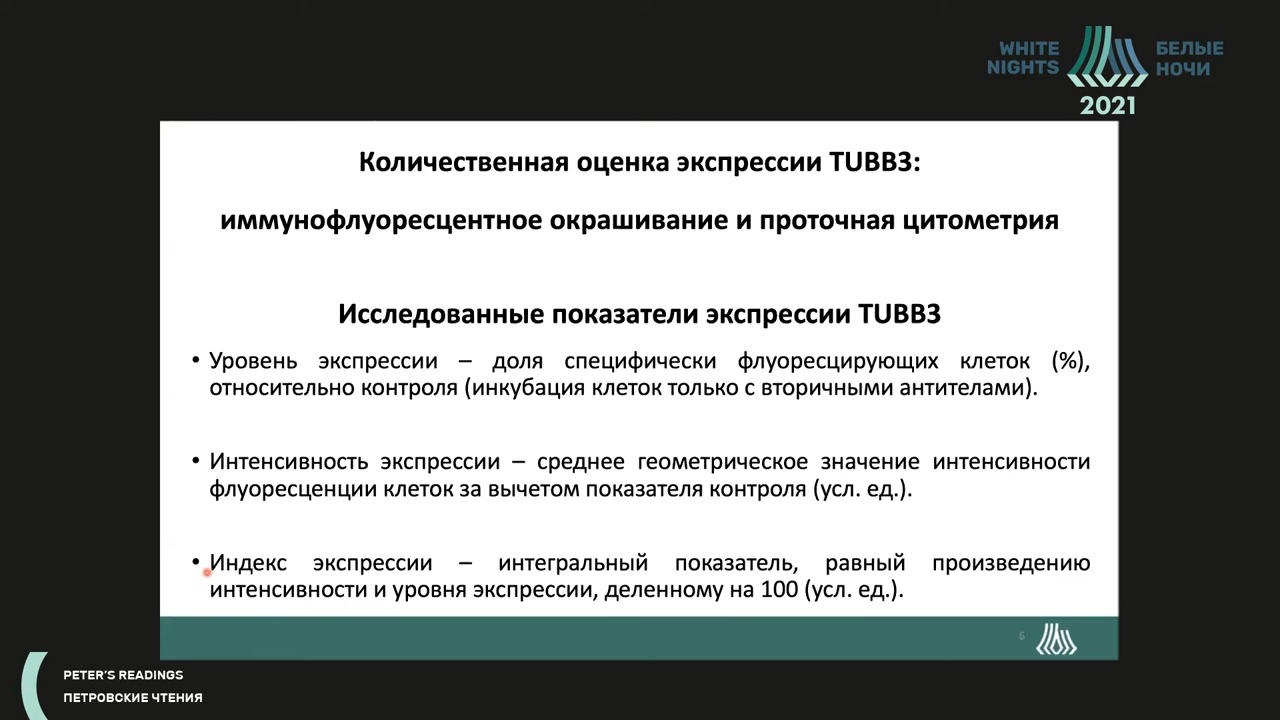 WHITE NIGHTS
БЕЛЫЕ НОЧИ
2021
Количественная оценка экспрессии TUBB3:
иммунофлуоресцентное окрашивание и проточная цитометрия
Исследованные показатели экспрессии TUBB3
• Уровень экспрессии – доля специфически флуоресцирующих клеток (%),
относительно контроля (инкубация клеток только с вторичными антителами).
• Интенсивность экспрессии – среднее геометрическое значение интенсивности
флуоресценции клеток за вычетом показателя контроля (усл. ед.).
• Индекс экспрессии – интегральный показатель, равный произведению
интенсивности и уровня экспрессии, деленному на 100 (усл. ед.).
PETER'S READINGS
ПЕТРОВСКИЕ ЧТЕНИЯ